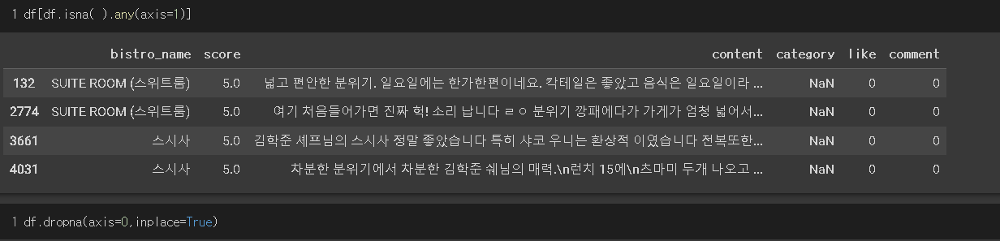 1 df[df.isna( ).any(axis=1)]
bistro_name score content category like comment
132 SUITE ROOM (스위트룸) 5.0 넓고 편안한 분위기. 일요일에는 한가한편이네요. 칵테일은 좋았고 음식은 일요일이라 ... NaN 0 0
2774 SUITE ROOM (스위트룸) 5.0 여기 처음들어가면 진짜 헉! 소리 납니다 ㄹㅇ 분위기 깡패에다가 가게가 엄청 넓어서... NaN 0 0
3661 스시사 5.0 김학준 셰프님의 스시사 정말 좋았습니다 특히 샤코 우니는 환상적 이였습니다 전복또한... NaN 0 0
4031 스시사 5.0 차분한 분위기에서 차분한 김학준 쉐님의 매력.\n런치 15에\n츠마미 두개 나오고 ... NaN 0 0
1 df.dropna(axis=0,inplace=True)